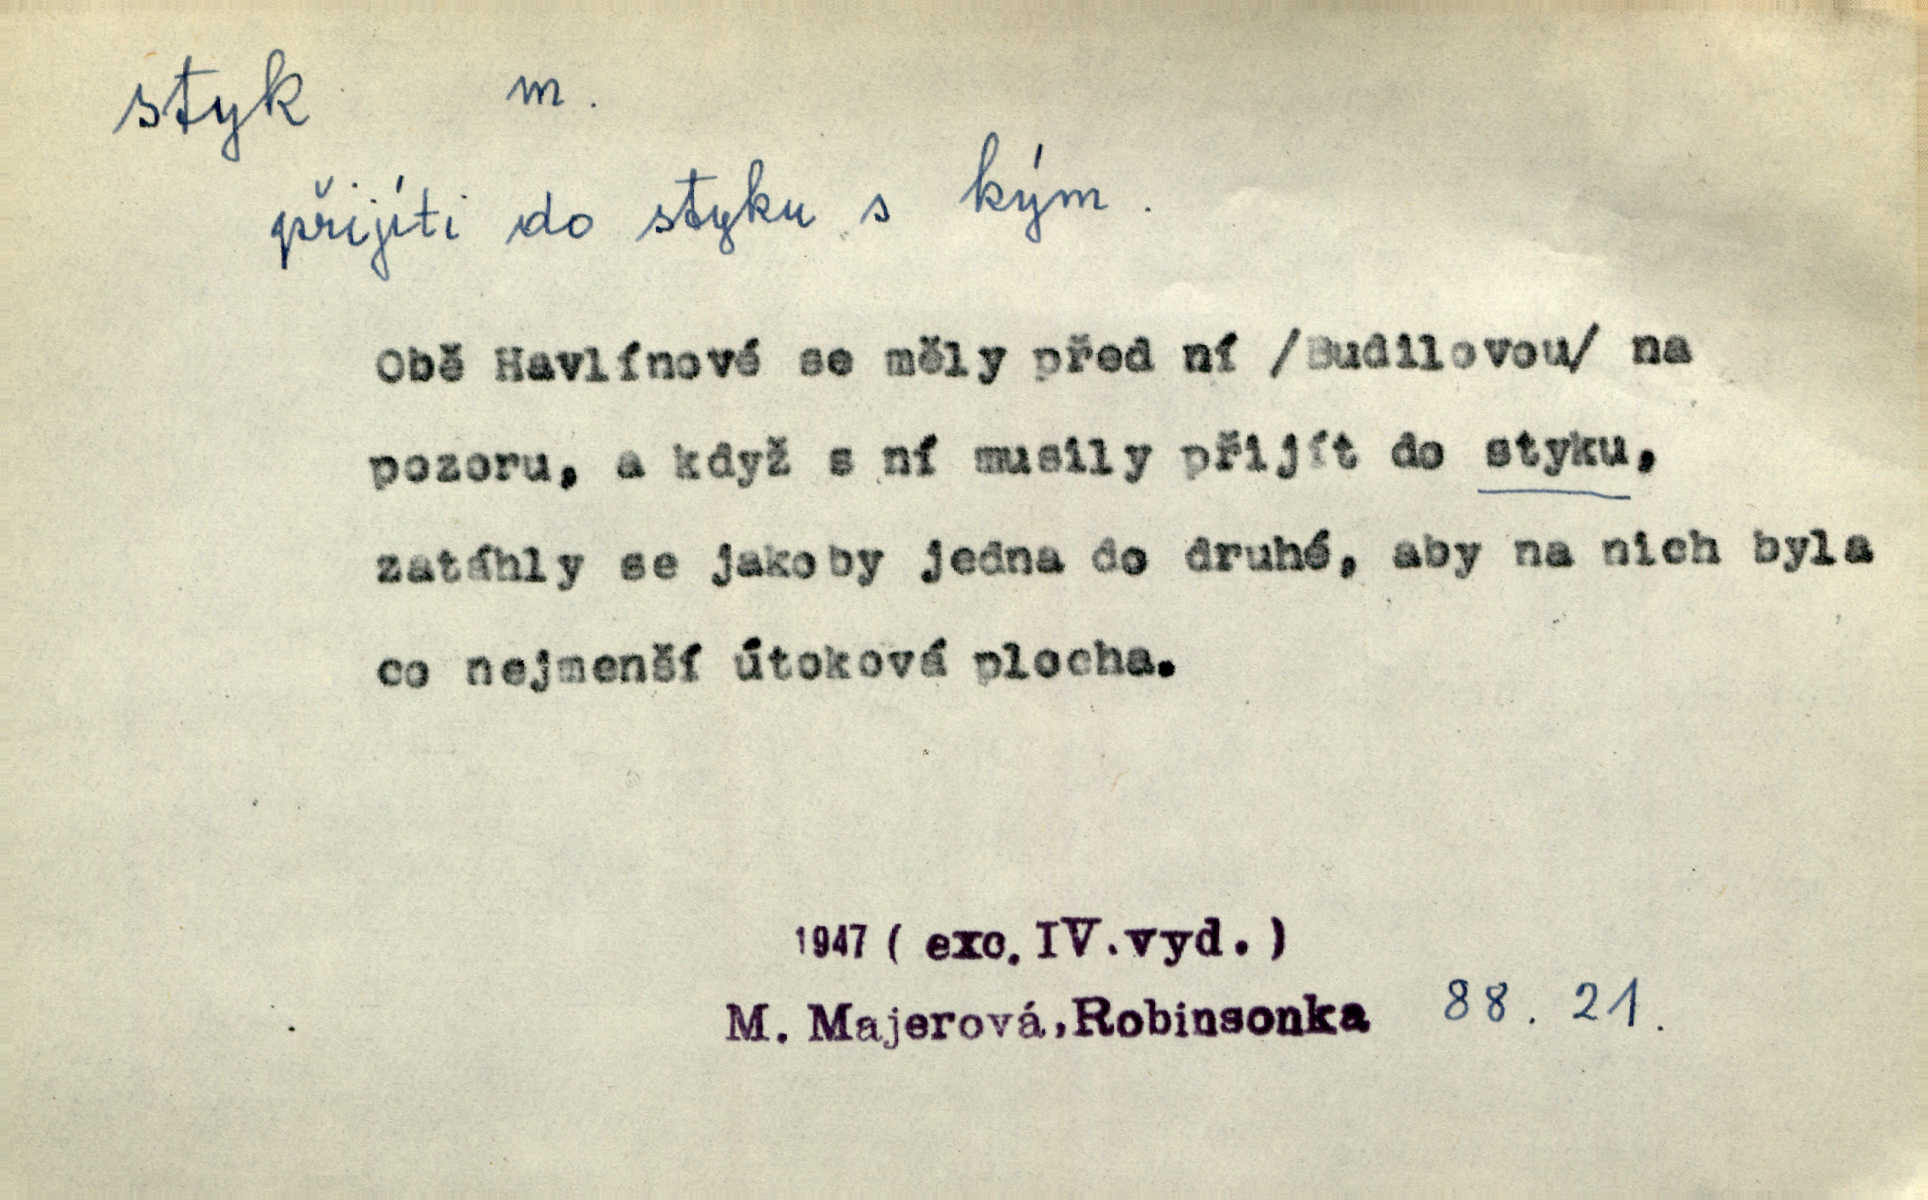 styk m.
přijíti do styku s kým.
Obě Havlínové se měly před ní /Budilovou/ na
pozoru, a když s ní musily přijít do styku,
zatáhly se jakoby jedna do druhé, aby na nich byla
co nejmenší útoková plocha.
1947 ( exc. IV. vyd. )
M. Majerová, Robinsonka 88. 21.